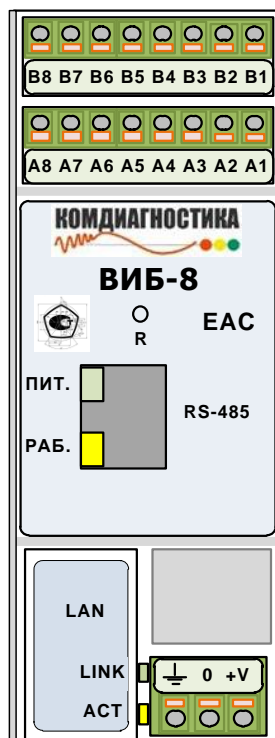 B8 B7 B6 B5 B4 B3 B2 B1
A8 A7 A6 A5 A4 A3 A2 A1
КОМДИАГНОСТИКА
ВИБ-8
EAC
R
ПИТ.
RS-485
РАБ.
LAN
LINK
0 +V
ACT